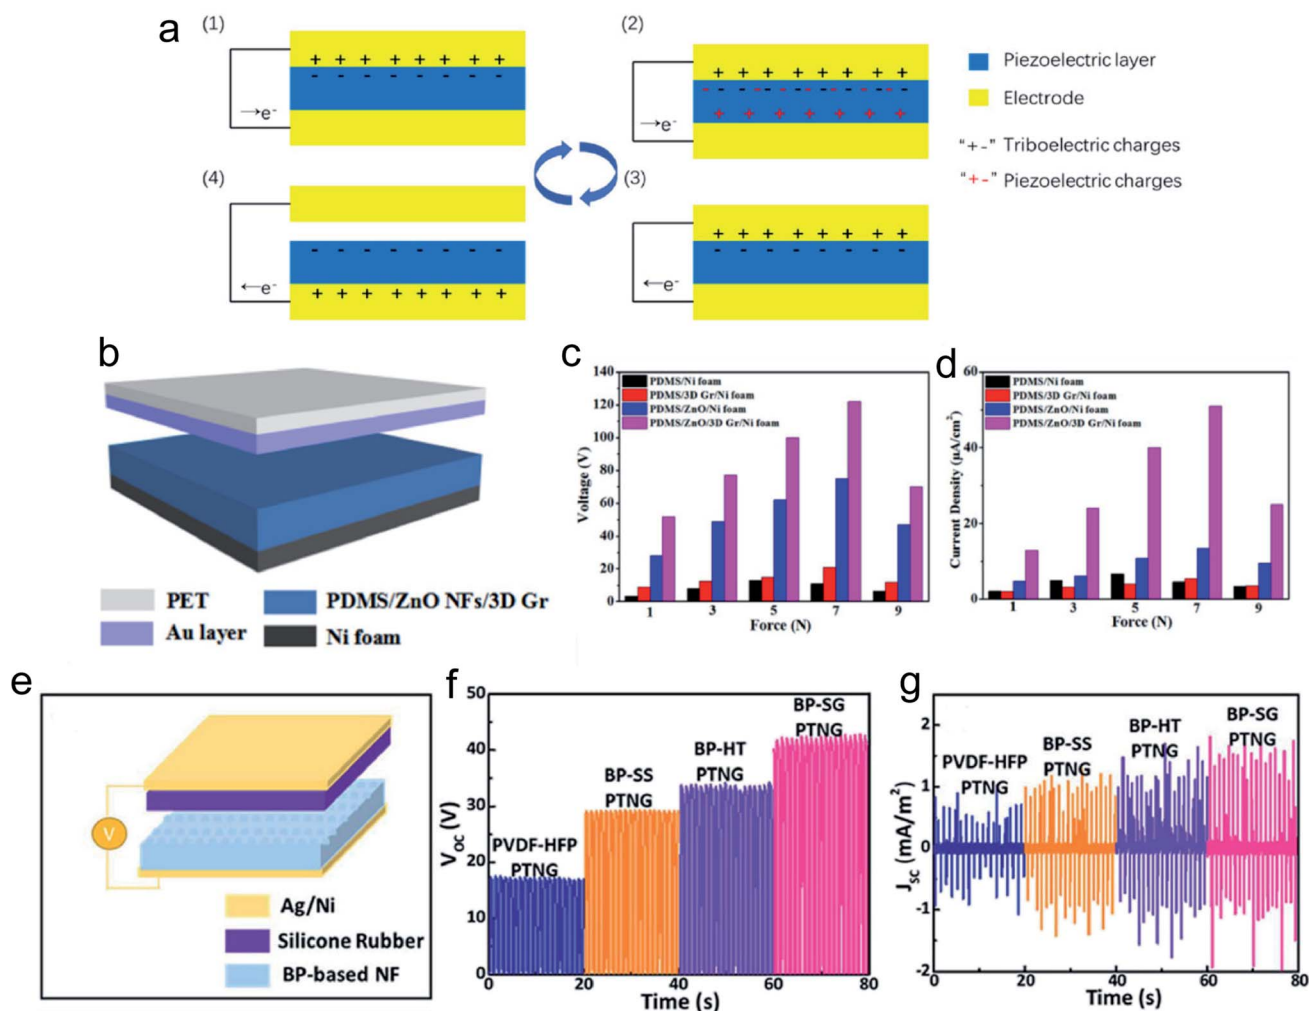 a
(1)
+ + + + + + + +
- - - - - - - -
→e⁻
(2)
+ + + + + + + +
- - - - - - - - - - - - - -
+ + + + + + +
→e⁻
Piezoelectric layer
Electrode
"+-" Triboelectric charges
"+-" Piezoelectric charges
(4)
- - - - - - - -
←e⁻
+ + + + + + + +
(3)
+ + + + + + + +
- - - - - - - -
←e⁻
b
PET
PDMS/ZnO NFs/3D Gr
Au layer
Ni foam
c
PDMS/Ni foam
PDMS/3D Gr/Ni foam
PDMS/ZnO/Ni foam
PDMS/ZnO/3D Gr/Ni foam
Voltage (V)
140
120
100
80
60
40
20
0
1 3 5 7 9
Force (N)
d
PDMS/Ni foam
PDMS/3D Gr/Ni foam
PDMS/ZnO/Ni foam
PDMS/ZnO/3D Gr/Ni foam
Current Density (μA/cm²)
60
40
20
0
1 3 5 7 9
Force (N)
e
V
Ag/Ni
Silicone Rubber
BP-based NF
f
V_OC (V)
50
40
30
20
10
0
PVDF-HFP
PTNG
BP-SS
PTNG
BP-HT
PTNG
BP-SG
PTNG
0 20 40 60 80
Time (s)
g
J_SC (mA/m²)
2
1
0
-1
-2
PVDF-HFP
PTNG
BP-SS
PTNG
BP-HT
PTNG
BP-SG
PTNG
0 20 40 60 80
Time (s)